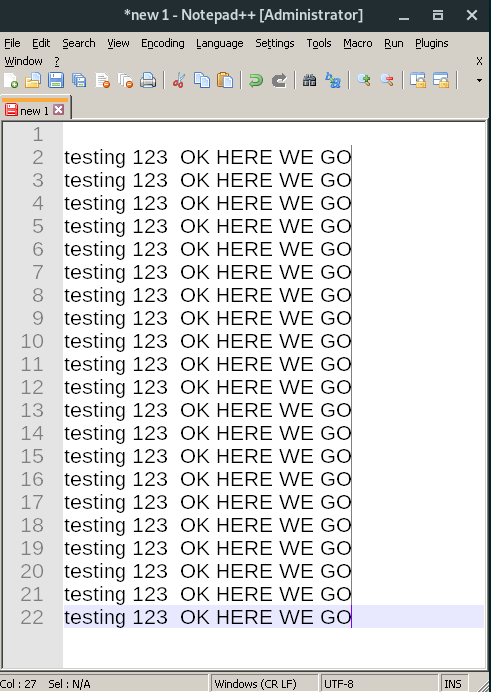 *new 1 - Notepad++ [Administrator]
File Edit Search View Encoding Language Settings Tools Macro Run Plugins
Window ? X
new 1
1
2 testing 123  OK HERE WE GO
3 testing 123  OK HERE WE GO
4 testing 123  OK HERE WE GO
5 testing 123  OK HERE WE GO
6 testing 123  OK HERE WE GO
7 testing 123  OK HERE WE GO
8 testing 123  OK HERE WE GO
9 testing 123  OK HERE WE GO
10 testing 123  OK HERE WE GO
11 testing 123  OK HERE WE GO
12 testing 123  OK HERE WE GO
13 testing 123  OK HERE WE GO
14 testing 123  OK HERE WE GO
15 testing 123  OK HERE WE GO
16 testing 123  OK HERE WE GO
17 testing 123  OK HERE WE GO
18 testing 123  OK HERE WE GO
19 testing 123  OK HERE WE GO
20 testing 123  OK HERE WE GO
21 testing 123  OK HERE WE GO
22 testing 123  OK HERE WE GO
Col : 27 Sel : N/A Windows (CR LF) UTF-8 INS